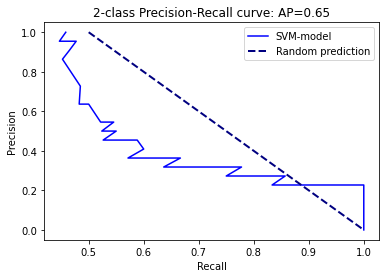 2-class Precision-Recall curve: AP=0.65
SVM-model
Random prediction
Precision
1.0
0.8
0.6
0.4
0.2
0.0
0.5
0.6
0.7
0.8
0.9
1.0
Recall